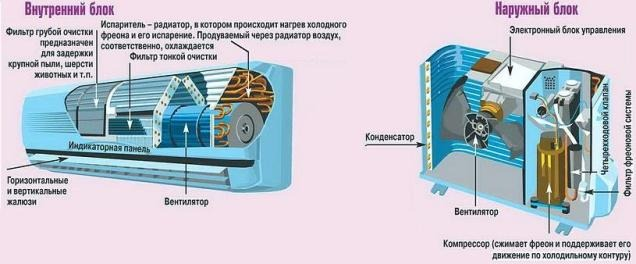 Внутренний блок
Испаритель – радиатор, в котором происходит нагрев холодного
фреона и его испарение. Продуваемый через радиатор воздух,
соответственно, охлаждается
Фильтр грубой очистки
предназначен
для задержки
крупной пыли, шерсти
животных и т.п.
Фильтр тонкой очистки
Индикаторная панель
Горизонтальные
и вертикальные
жалюзи
Вентилятор
Наружный блок
Электронный блок управления
Конденсатор
Четырехходовой клапан
Фильтр фреоновой системы
Вентилятор
Компрессор (сжимает фреон и поддерживает его
движение по холодильному контуру)